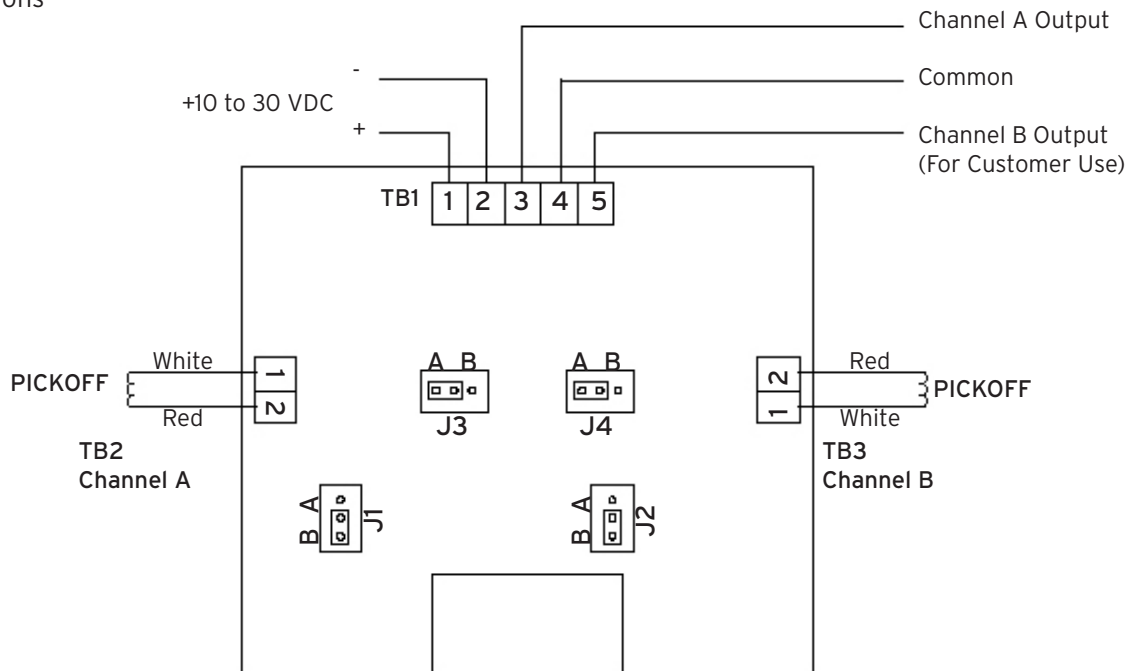 ons
Channel A Output
-
Common
+10 to 30 VDC
+
Channel B Output
(For Customer Use)
TB1 1 2 3 4 5
White
PICKOFF
Red
1
2
TB2
Channel A
A B
J3
A B
J4
2
1
Red
PICKOFF
White
TB3
Channel B
A
B
J1
A
B
J2